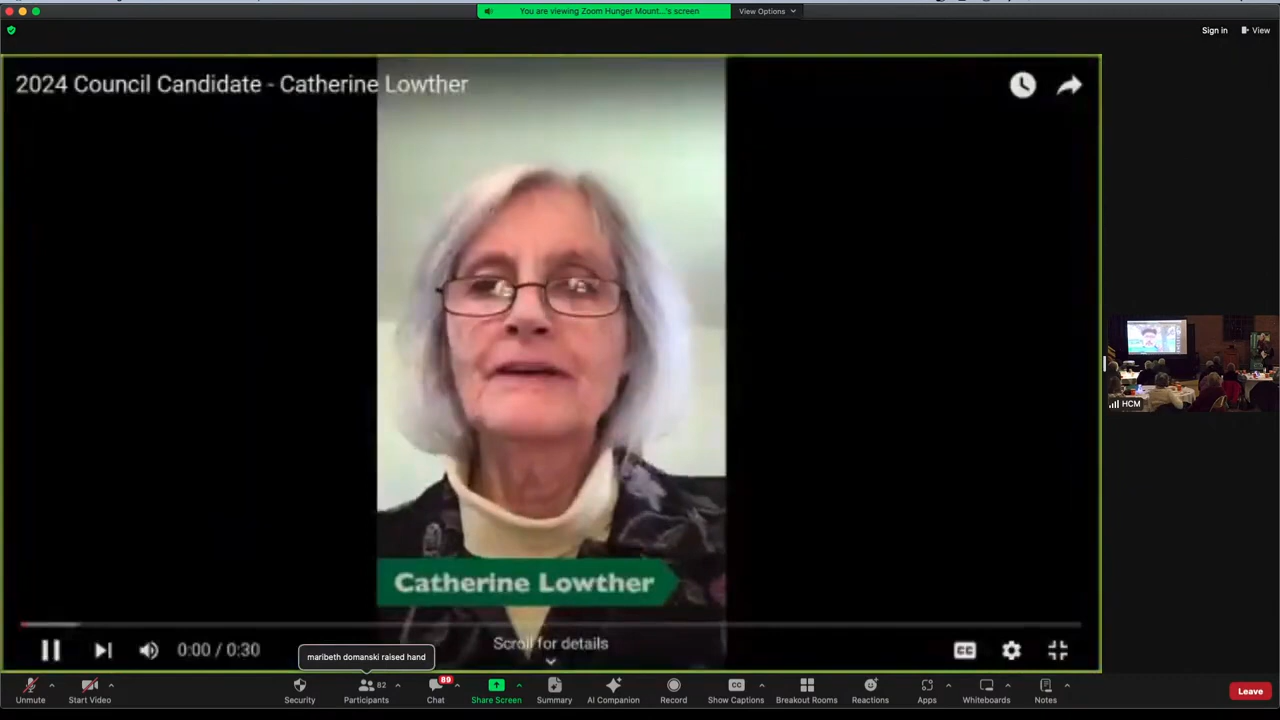 You are viewing Zoom Hunger Mount...'s screen
View Options
Sign in
View
2024 Council Candidate - Catherine Lowther
HCM
Catherine Lowther
Scroll for details
0:00 / 0:30
CC
maribeth domanski raised hand
62
89
CC
Unmute
Start Video
Security
Participants
Chat
Share Screen
Summary
AI Companion
Record
Show Captions
Breakout Rooms
Reactions
Apps
Whiteboards
Notes
Leave